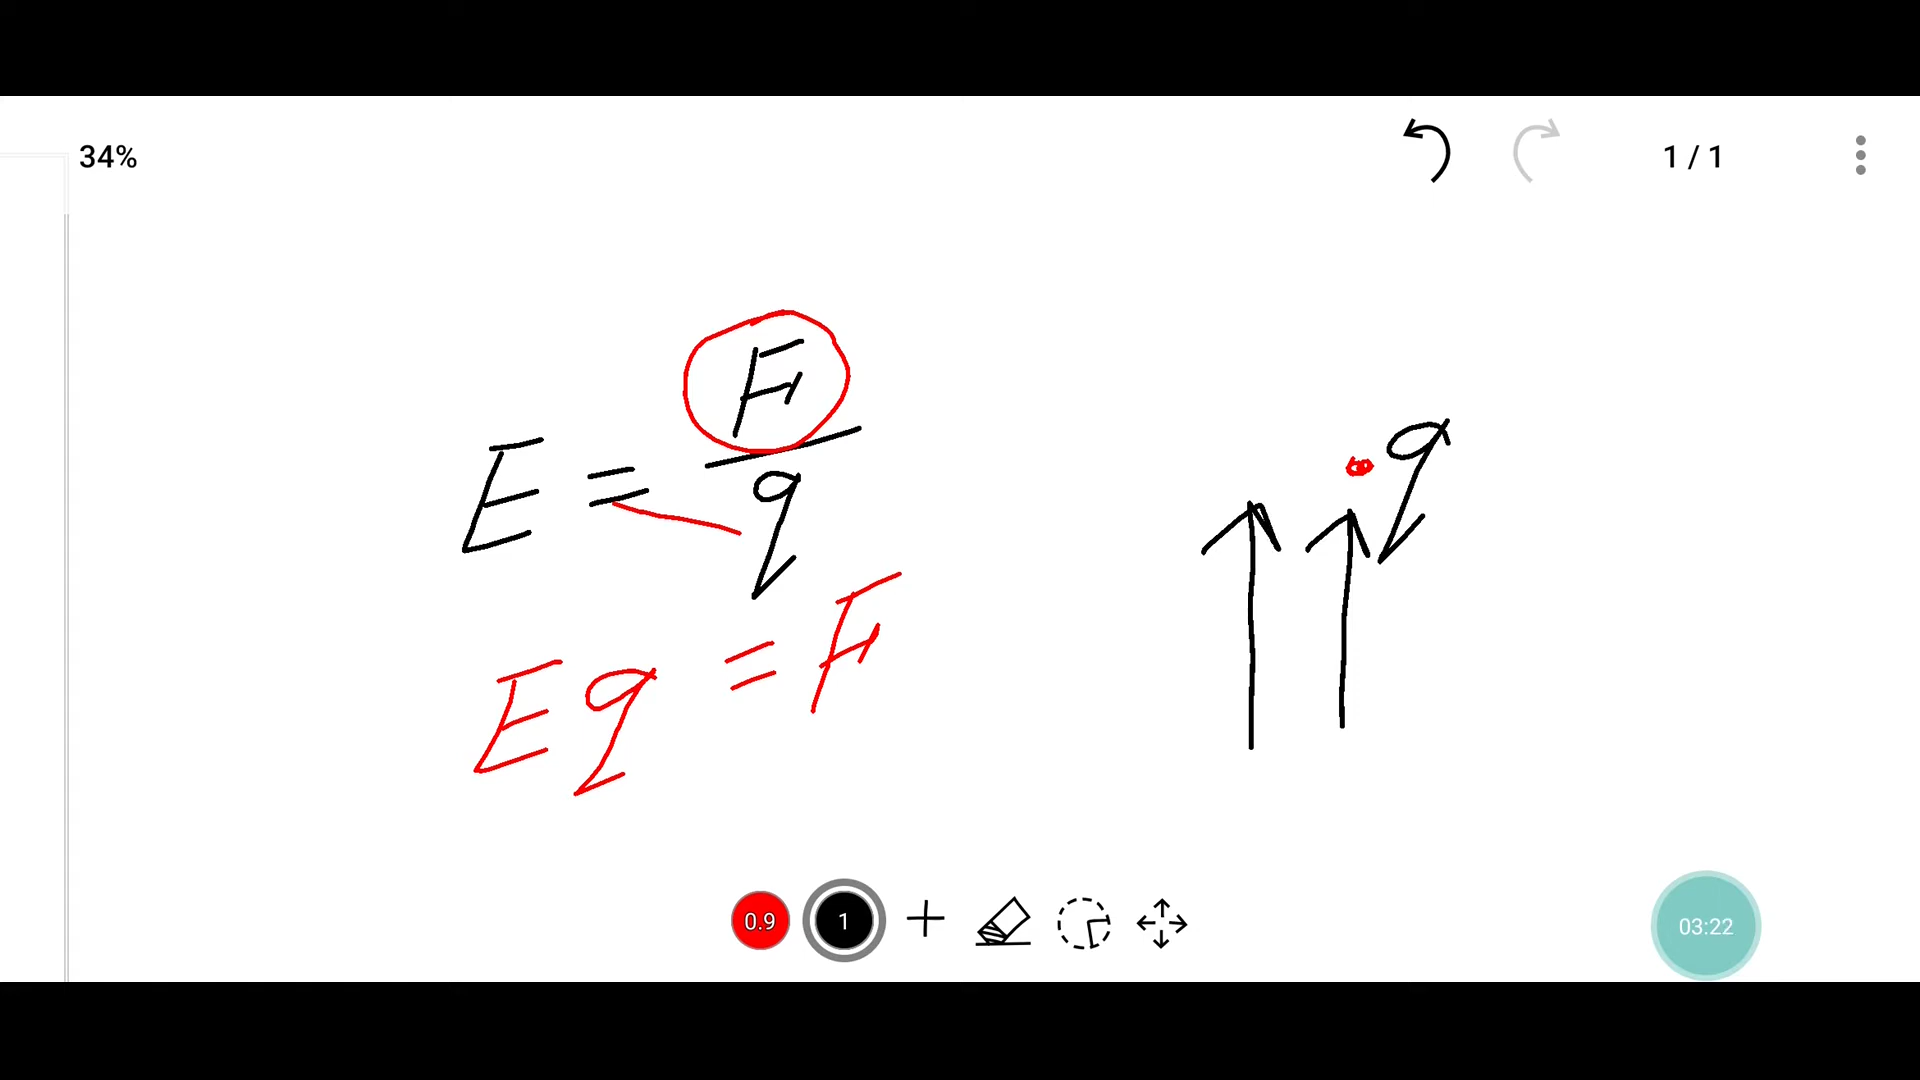 34%
1 / 1
E = F/q
Eq = F
q
0.9
1
03:22